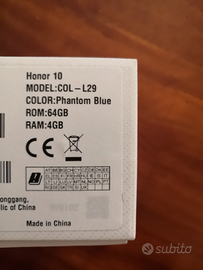 Honor 10
MODEL:COL-L29
COLOR:Phantom Blue
ROM:64GB
RAM:4GB
CE
onggang,
lic of China
Made in China
subito